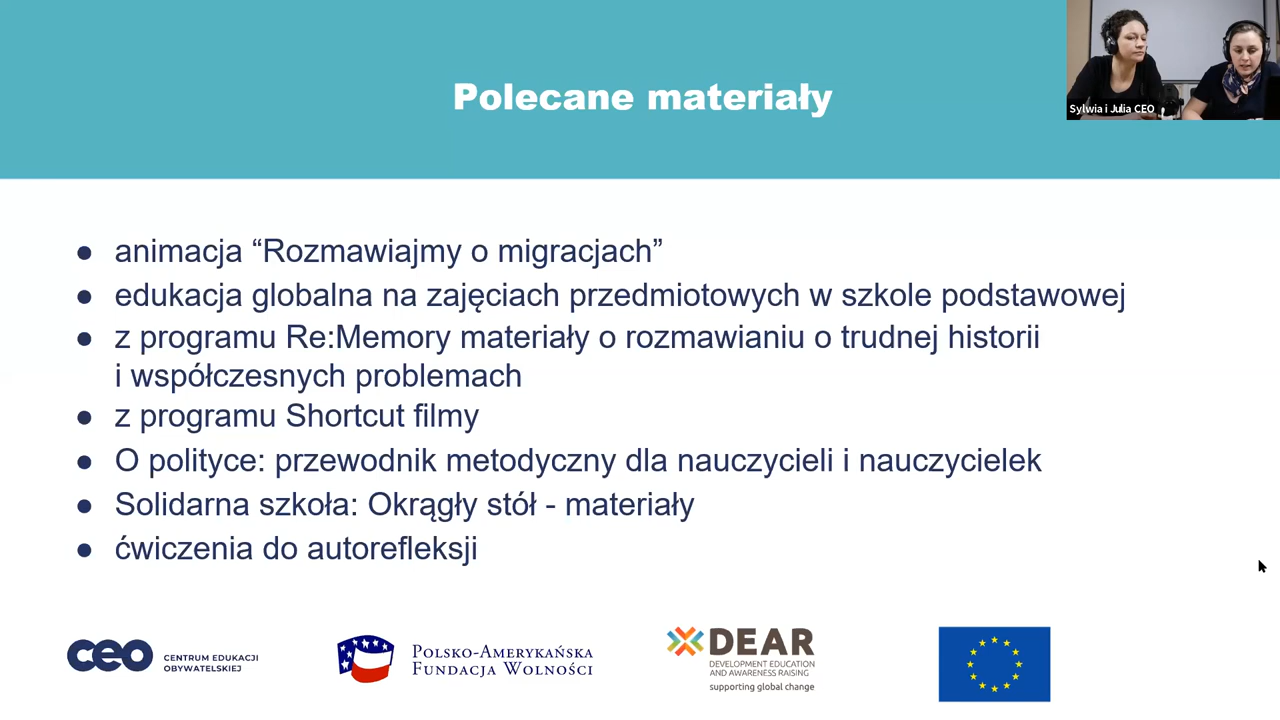 Polecane materiały
Sylwia i Julia CEO
● animacja “Rozmawiajmy o migracjach”
● edukacja globalna na zajęciach przedmiotowych w szkole podstawowej
● z programu Re:Memory materiały o rozmawianiu o trudnej historii
i współczesnych problemach
● z programu Shortcut filmy
● O polityce: przewodnik metodyczny dla nauczycieli i nauczycielek
● Solidarna szkoła: Okrągły stół - materiały
● ćwiczenia do autorefleksji
ceo
CENTRUM EDUKACJI
OBYWATELSKIEJ
POLSKO-AMERYKAŃSKA
FUNDACJA WOLNOŚCI
DEAR
DEVELOPMENT EDUCATION
AND AWARENESS RAISING
supporting global change